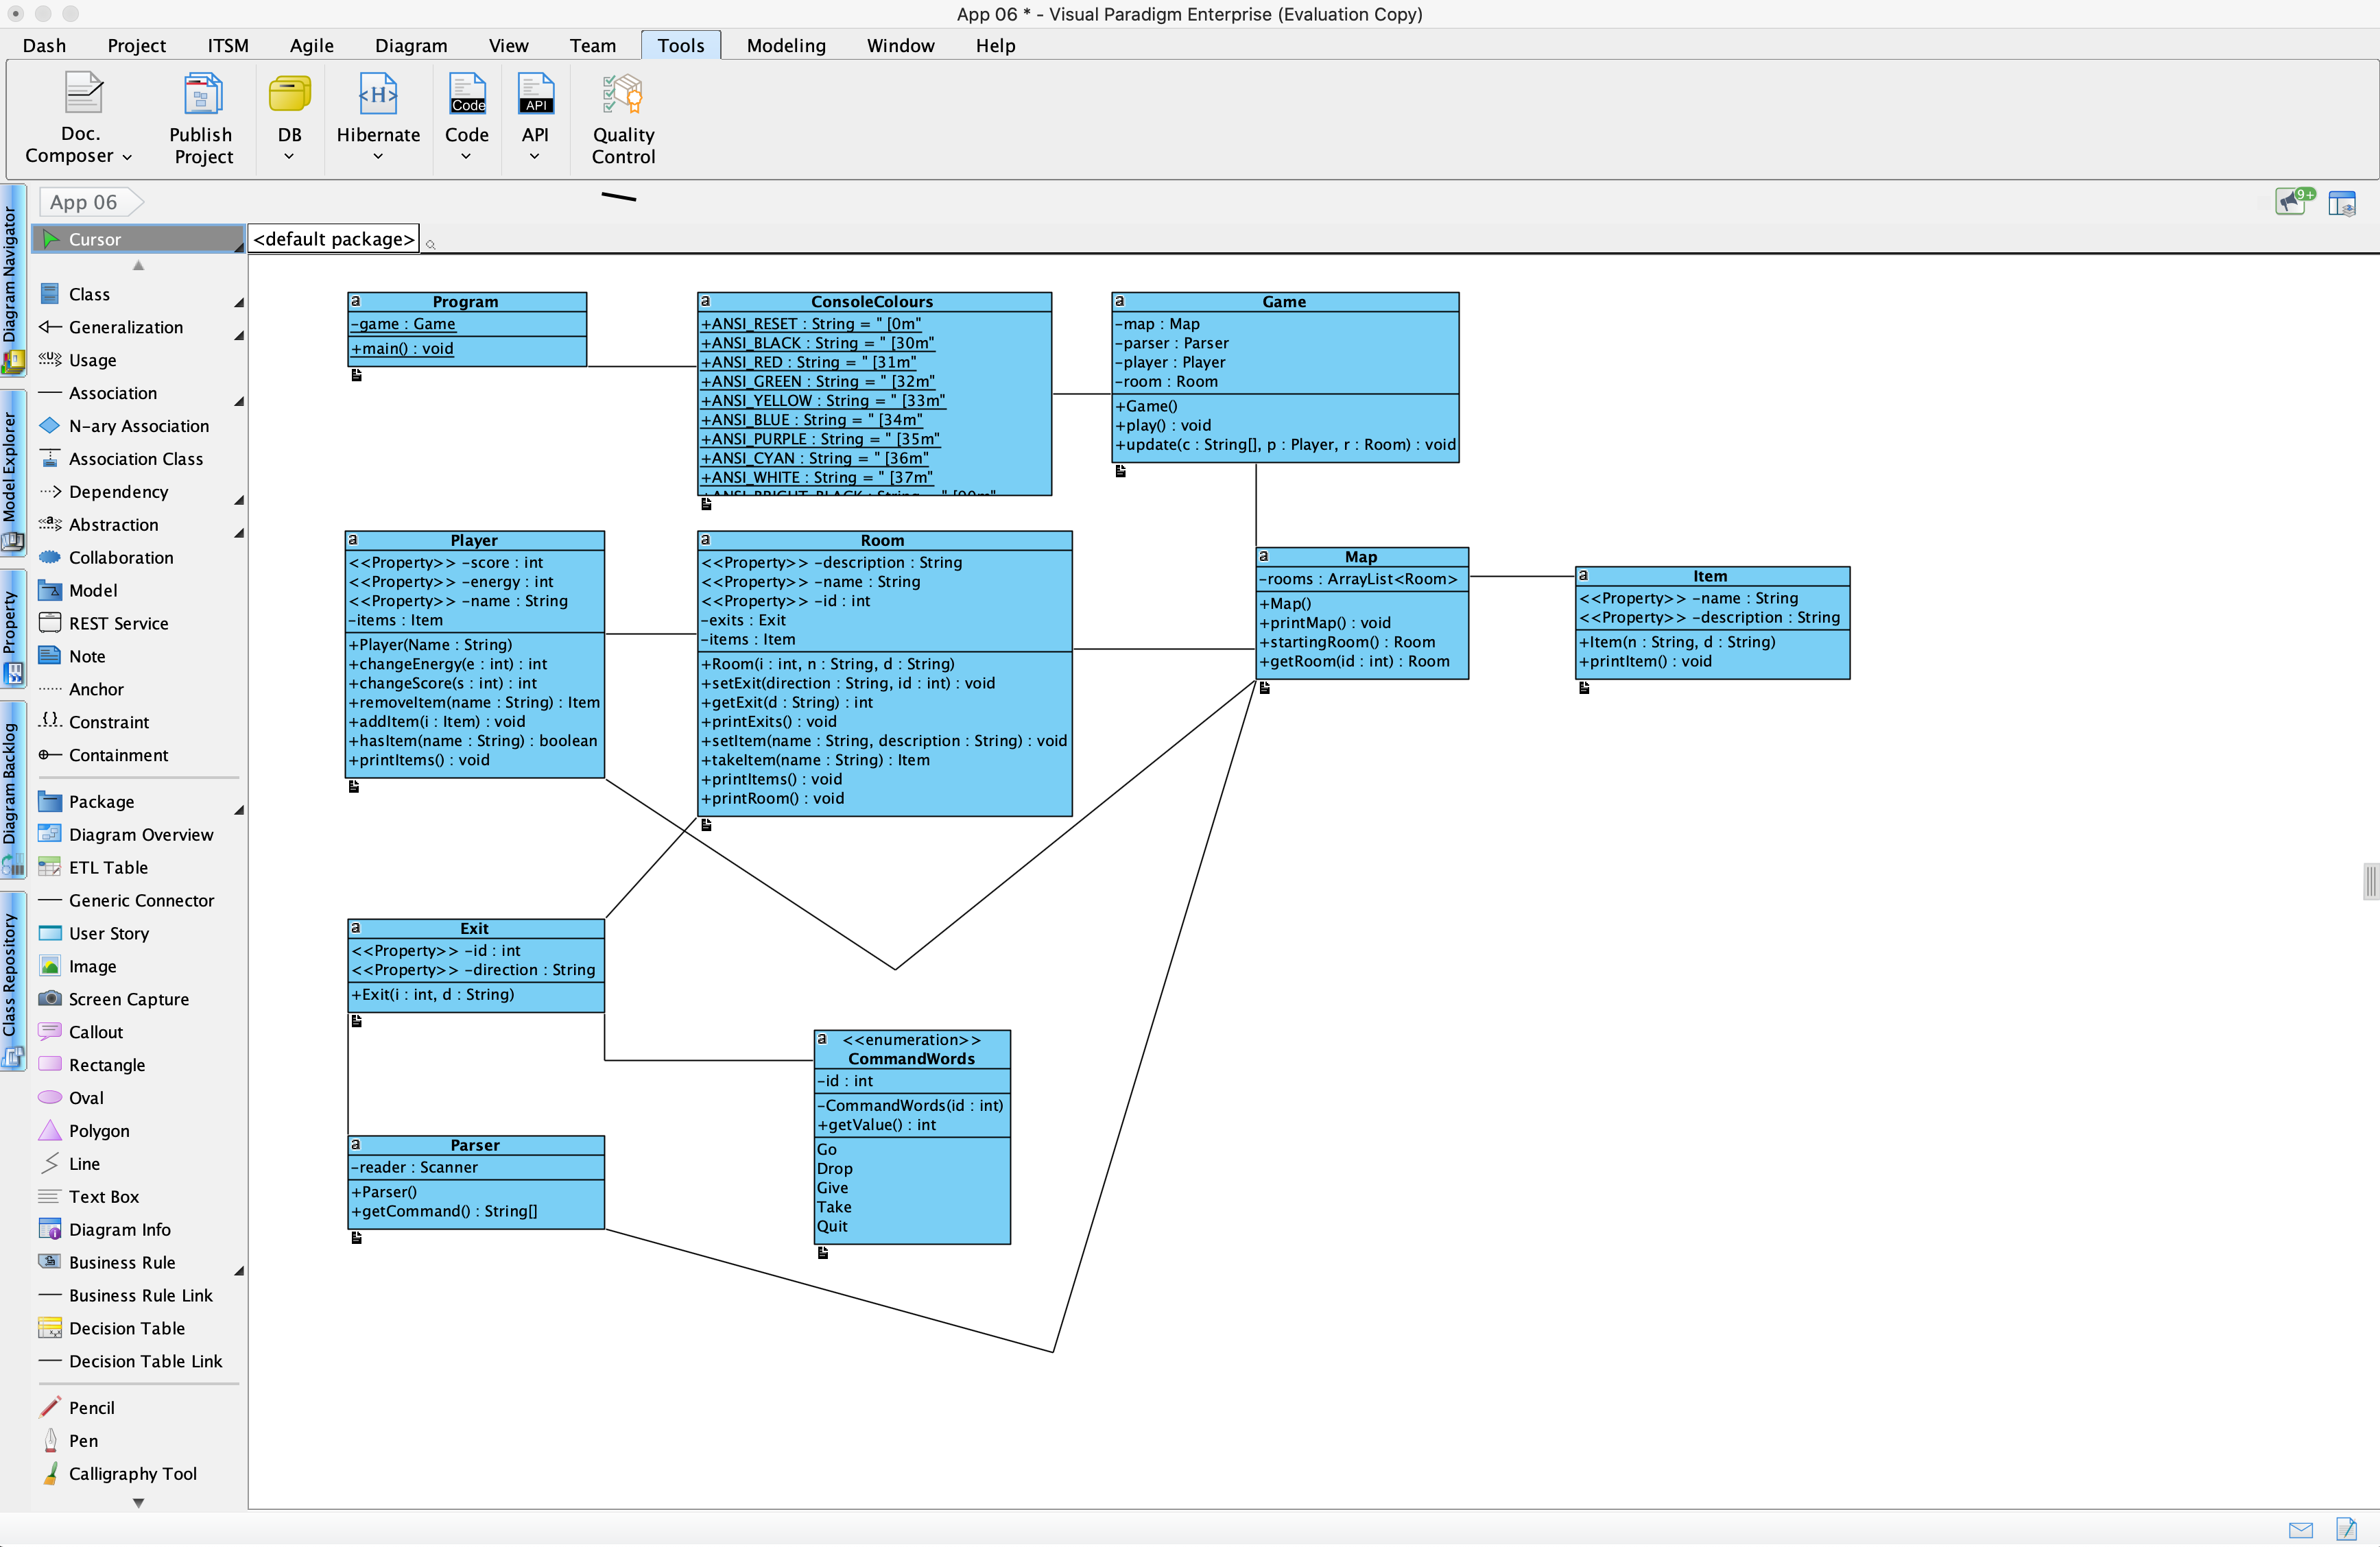 App 06 * - Visual Paradigm Enterprise (Evaluation Copy)
Dash Project ITSM Agile Diagram View Team Tools Modeling Window Help
Doc. Composer
Publish Project
DB
<H>
Hibernate
Code
Code
API
API
Quality Control
App 06
9+
Diagram Navigator
Model Explorer
Property
Diagram Backlog
Class Repository
Cursor
Class
Generalization
<<U>>
Usage
Association
N-ary Association
Association Class
Dependency
<<a>>
Abstraction
Collaboration
Model
REST Service
Note
Anchor
{}
Constraint
Containment
Package
Diagram Overview
ETL Table
Generic Connector
User Story
Image
Screen Capture
Callout
Rectangle
Oval
Polygon
Line
Text Box
Diagram Info
Business Rule
Business Rule Link
Decision Table
Decision Table Link
Pencil
Pen
Calligraphy Tool
<default package>
a Program
-game : Game
+main() : void
a ConsoleColours
+ANSI_RESET : String = " [0m"
+ANSI_BLACK : String = " [30m"
+ANSI_RED : String = " [31m"
+ANSI_GREEN : String = " [32m"
+ANSI_YELLOW : String = " [33m"
+ANSI_BLUE : String = " [34m"
+ANSI_PURPLE : String = " [35m"
+ANSI_CYAN : String = " [36m"
+ANSI_WHITE : String = " [37m"
+ANSI_BRIGHT_BLACK : String = " [90m"
a Game
-map : Map
-parser : Parser
-player : Player
-room : Room
+Game()
+play() : void
+update(c : String[], p : Player, r : Room) : void
a Player
<<Property>> -score : int
<<Property>> -energy : int
<<Property>> -name : String
-items : Item
+Player(Name : String)
+changeEnergy(e : int) : int
+changeScore(s : int) : int
+removeItem(name : String) : Item
+addItem(i : Item) : void
+hasItem(name : String) : boolean
+printItems() : void
a Room
<<Property>> -description : String
<<Property>> -name : String
<<Property>> -id : int
-exits : Exit
-items : Item
+Room(i : int, n : String, d : String)
+setExit(direction : String, id : int) : void
+getExit(d : String) : int
+printExits() : void
+setItem(name : String, description : String) : void
+takeItem(name : String) : Item
+printItems() : void
+printRoom() : void
a Map
-rooms : ArrayList<Room>
+Map()
+printMap() : void
+startingRoom() : Room
+getRoom(id : int) : Room
a Item
<<Property>> -name : String
<<Property>> -description : String
+Item(n : String, d : String)
+printItem() : void
a Exit
<<Property>> -id : int
<<Property>> -direction : String
+Exit(i : int, d : String)
a <<enumeration>>
CommandWords
-id : int
-CommandWords(id : int)
+getValue() : int
Go
Drop
Give
Take
Quit
a Parser
-reader : Scanner
+Parser()
+getCommand() : String[]